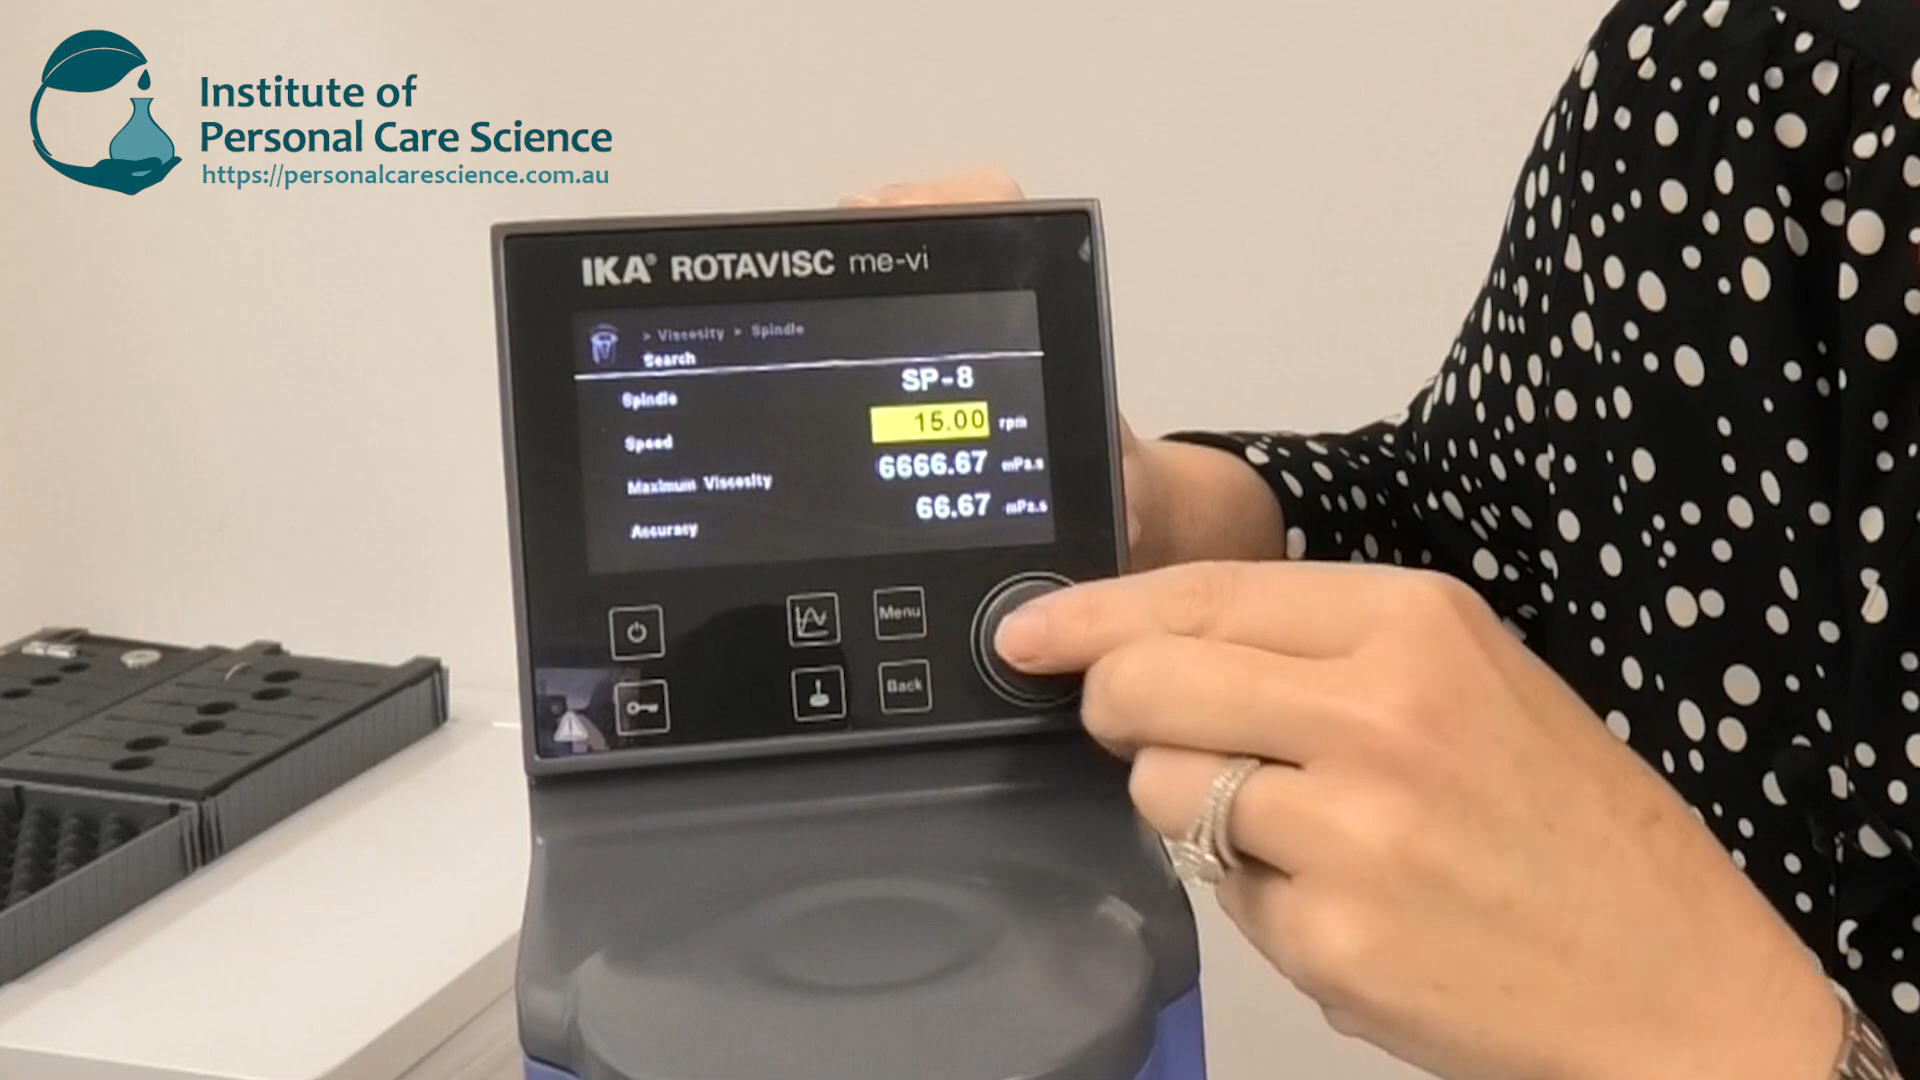 Institute of
Personal Care Science
https://personalcarescience.com.au
IKA® ROTAVISC me-vi
> Viscosity > Spindle
Search
Spindle SP-8
Speed 15.00 rpm
Maximum Viscosity 6666.67 mPa.s
Accuracy 66.67 mPa.s
Menu
Back